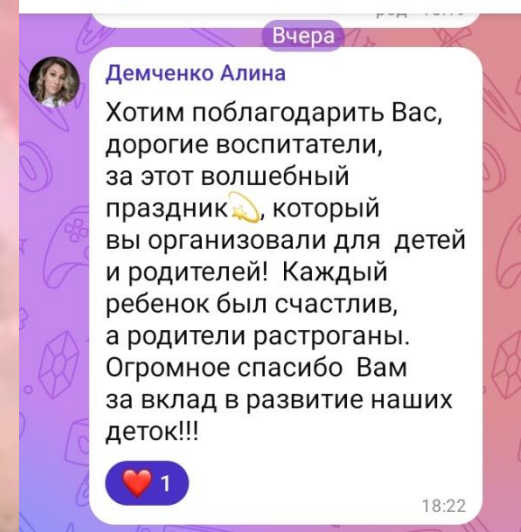 Вчера
Демченко Алина
Хотим поблагодарить Вас,
дорогие воспитатели,
за этот волшебный
праздник💫, который
вы организовали для  детей
и родителей!  Каждый
ребенок был счастлив,
а родители растроганы.
Огромное спасибо  Вам
за вклад в развитие наших
деток!!!
❤️ 1
18:22